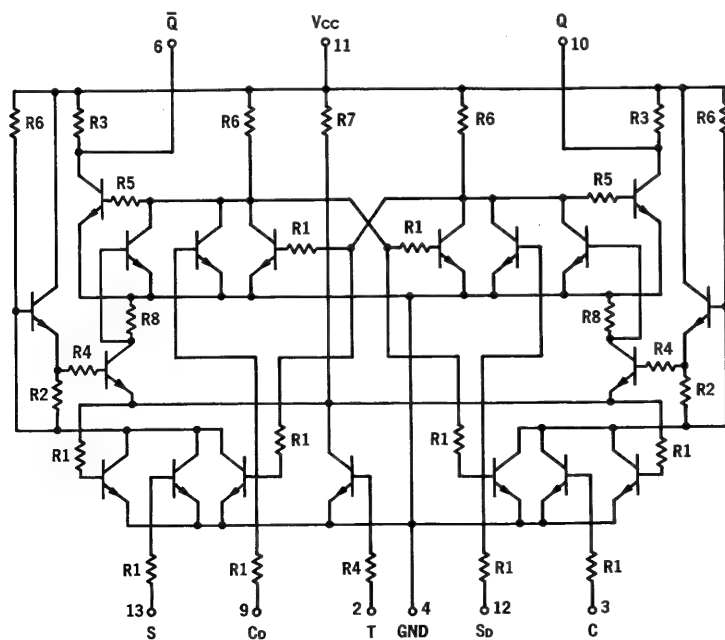 Q̅ VCC Q
6 11 10
R6 R3 R6 R7 R6 R3 R6
R5 R5
R1 R1
R8 R8
R4 R4
R2 R2
R1 R1 R1 R1
R1 R1 R4 R1 R1
13 9 2 4 12 3
S CD T GND SD C